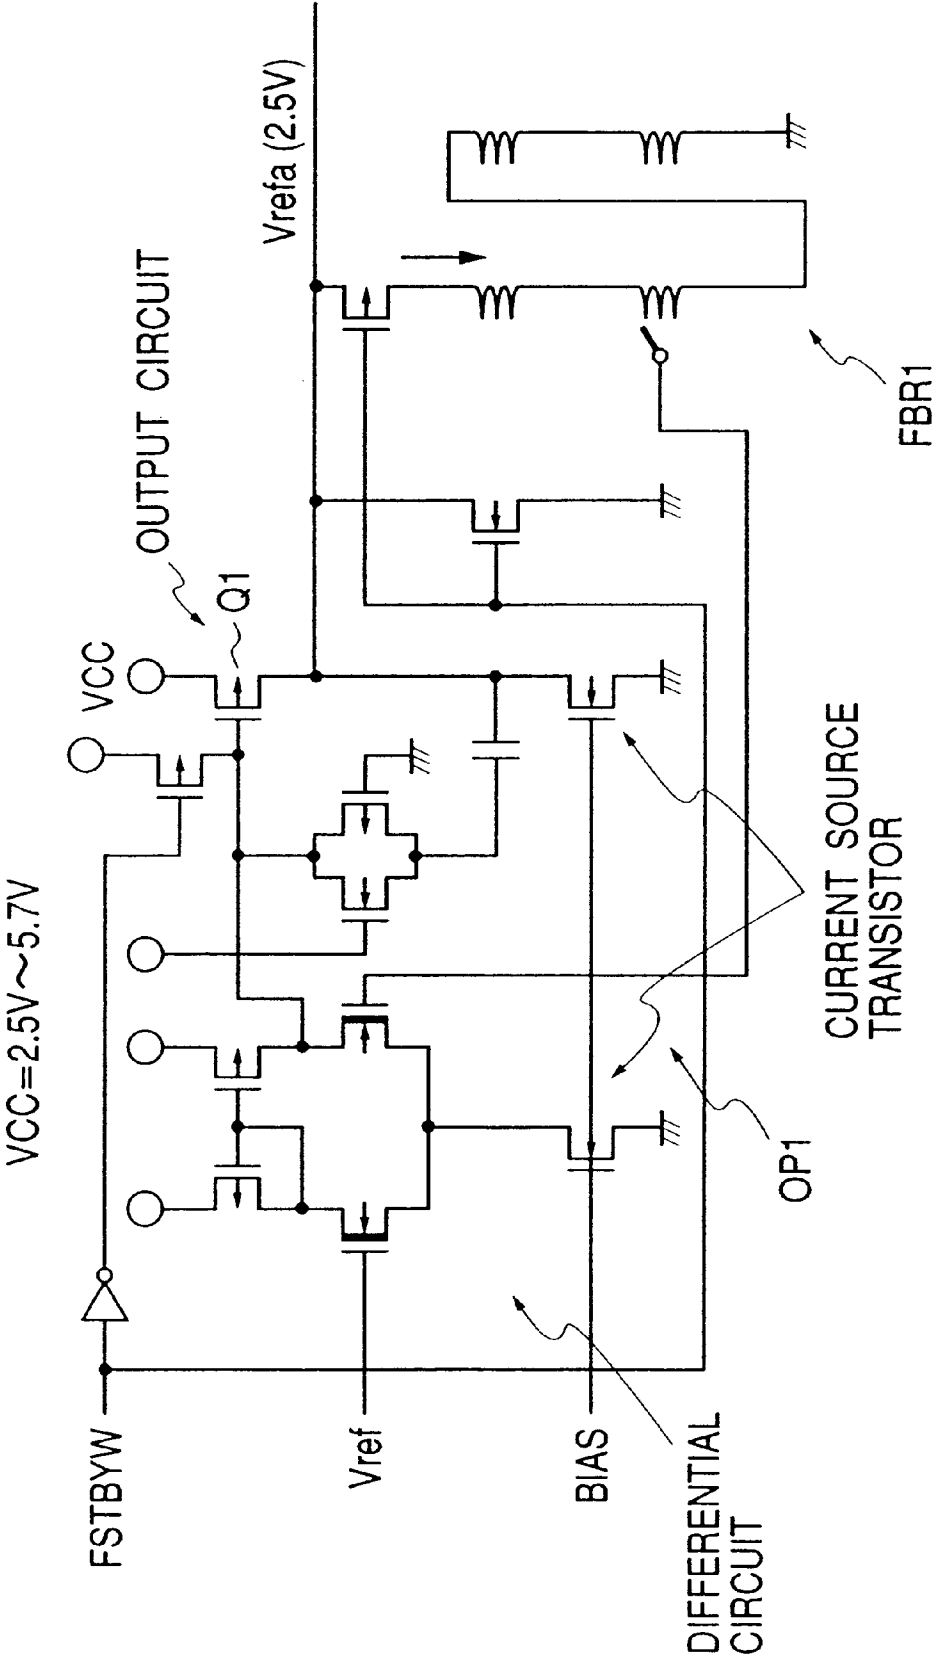 VCC=2.5V～5.7V
FSTBYW
Vref
BIAS
DIFFERENTIAL
CIRCUIT
VCC
OUTPUT CIRCUIT
Q1
Vrefa (2.5V)
OP1
CURRENT SOURCE
TRANSISTOR
FBR1